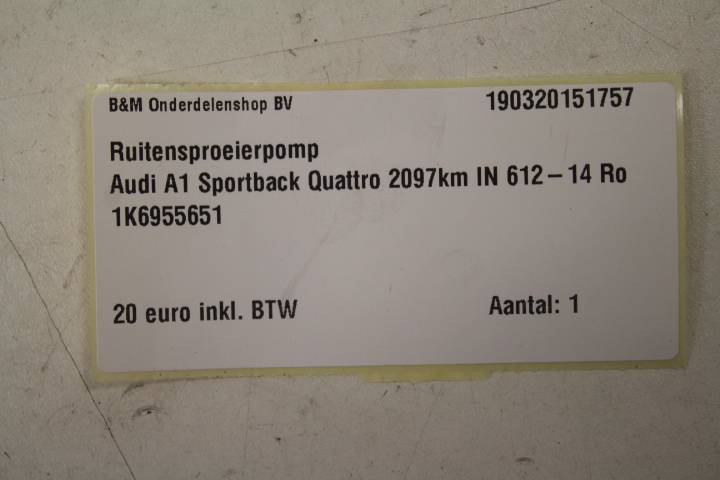 B&M Onderdelenshop BV 190320151757
Ruitensproeierpomp
Audi A1 Sportback Quattro 2097km IN 612-14 Ro
1K6955651
20 euro inkl. BTW Aantal: 1